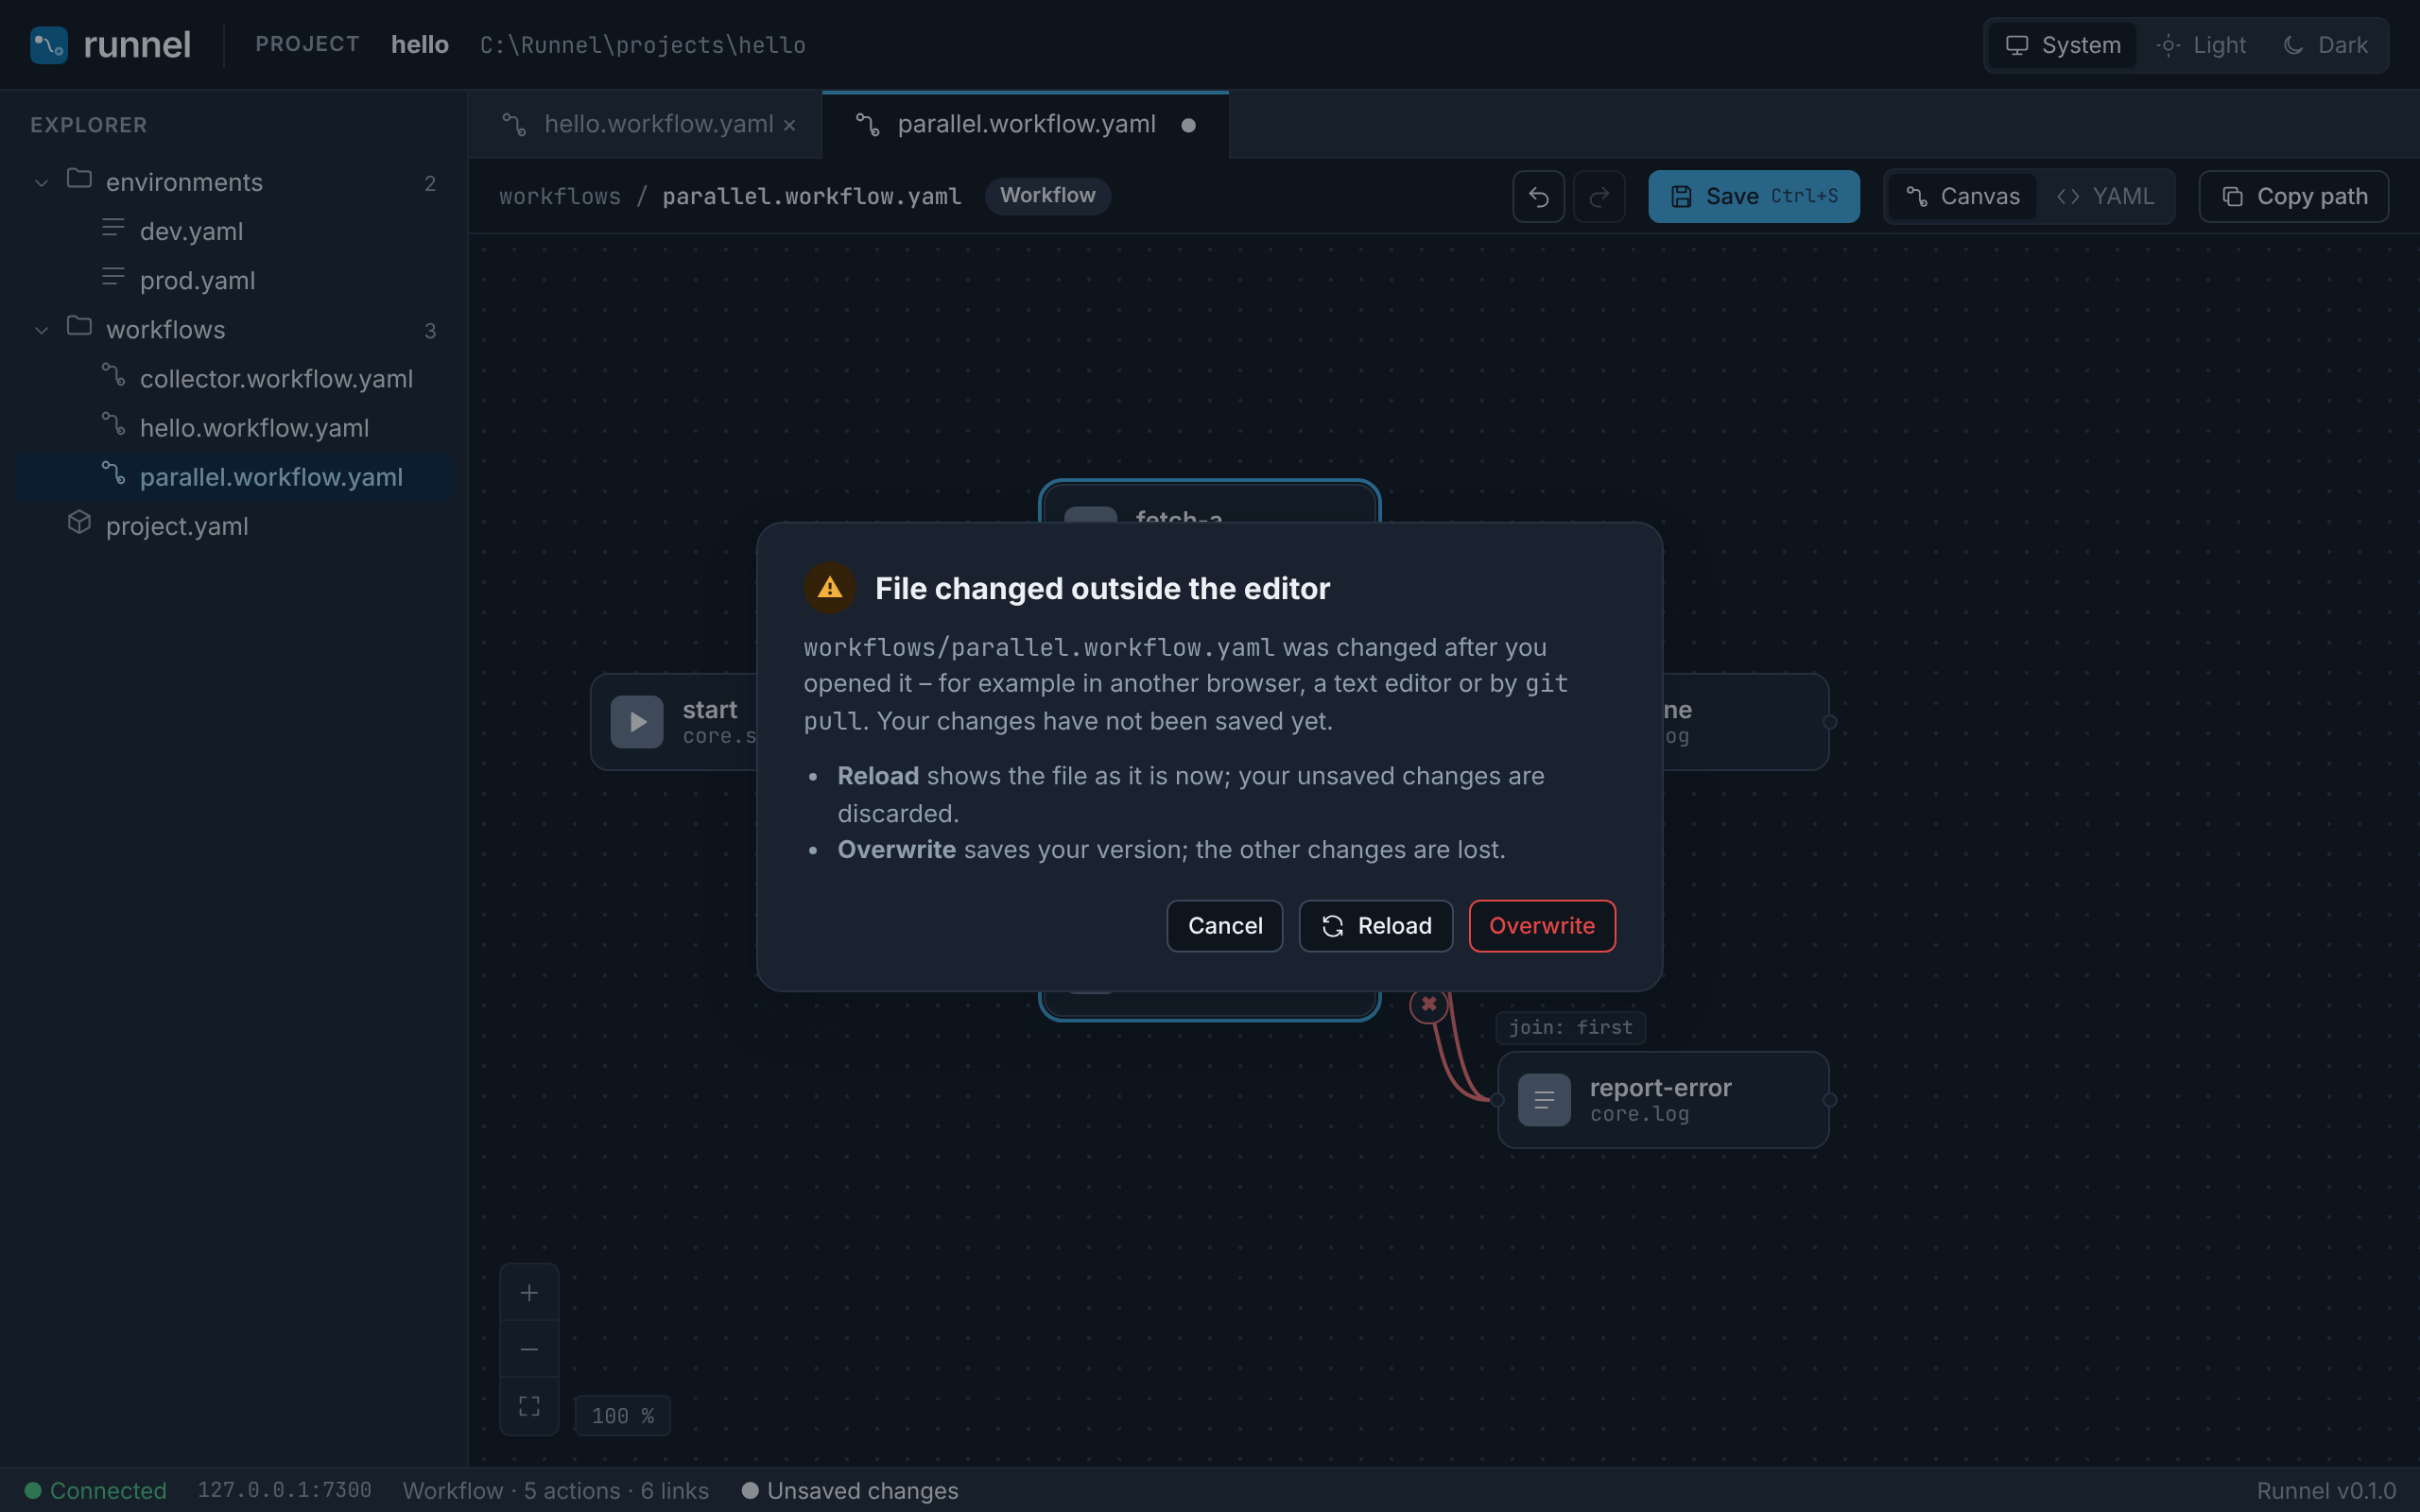 runnel
PROJECT hello C:\Runnel\projects\hello
System Light Dark
EXPLORER
environments 2
dev.yaml
prod.yaml
workflows 3
collector.workflow.yaml
hello.workflow.yaml
parallel.workflow.yaml
project.yaml
hello.workflow.yaml ×
parallel.workflow.yaml
workflows / parallel.workflow.yaml Workflow
Save Ctrl+S
Canvas YAML
Copy path
fetch-a
start
core.s
File changed outside the editor
workflows/parallel.workflow.yaml was changed after you
opened it – for example in another browser, a text editor or by git
pull. Your changes have not been saved yet.
• Reload shows the file as it is now; your unsaved changes are
discarded.
• Overwrite saves your version; the other changes are lost.
Cancel Reload Overwrite
ne
og
join: first
report-error
core.log
100 %
Connected 127.0.0.1:7300 Workflow · 5 actions · 6 links Unsaved changes
Runnel v0.1.0